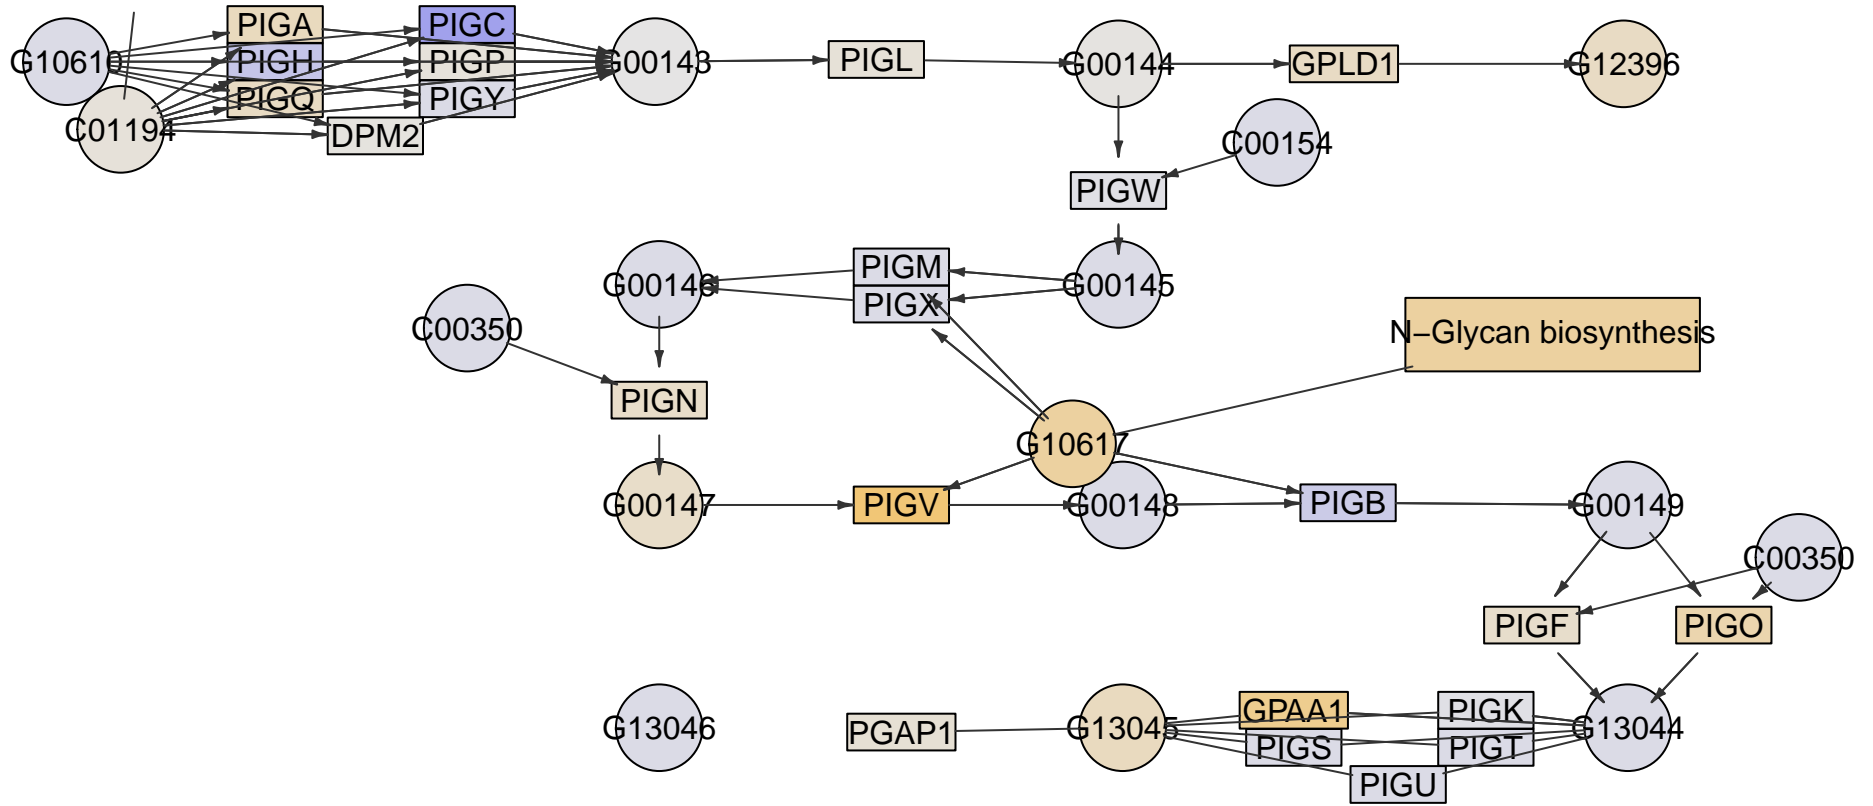 PIGA
PIGC
G10618
PIGH
PIGP
G00143
PIGL
G00144
GPLD1
G12396
PIGQ
PIGY
C01194
DPM2
C00154
PIGW
PIGM
G00146
G00145
PIGX
C00350
N–Glycan biosynthesis
PIGN
G10617
G00147
PIGV
G00148
PIGB
G00149
C00350
PIGF
PIGO
GPAA1
PIGK
G13046
PGAP1
G13045
G13044
PIGS
PIGT
PIGU